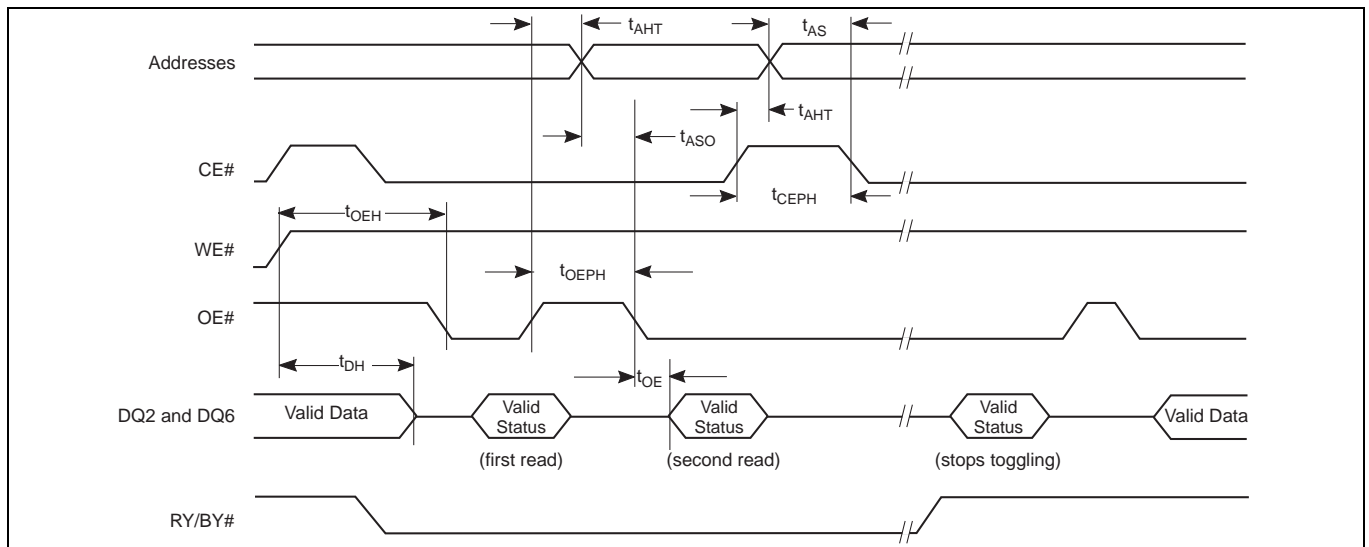 tAHT
tAS
Addresses
tAHT
tASO
CE#
tCEPH
tOEH
WE#
tOEPH
OE#
tDH
tOE
DQ2 and DQ6
Valid Data
Valid
Status
Valid
Status
Valid
Status
Valid Data
(first read)
(second read)
(stops toggling)
RY/BY#